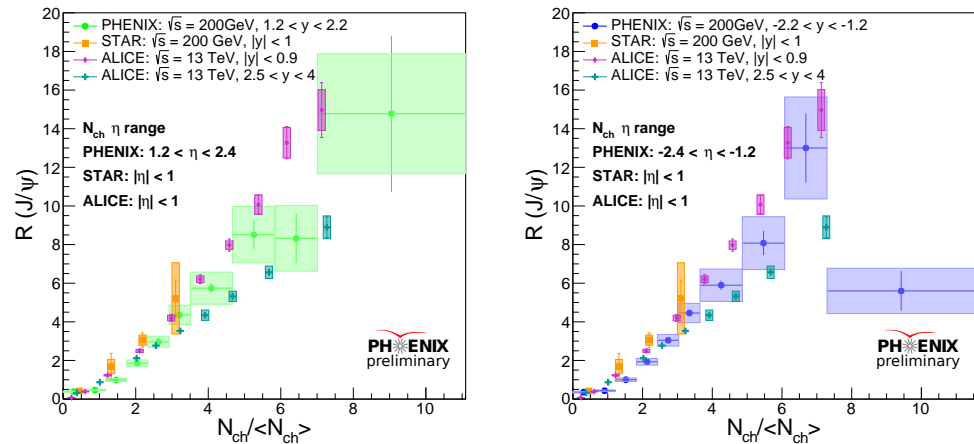 PHENIX: √s = 200GeV, 1.2 < y < 2.2
STAR: √s = 200 GeV, |y| < 1
ALICE: √s = 13 TeV, |y| < 0.9
ALICE: √s = 13 TeV, 2.5 < y < 4
N_ch η range
PHENIX: 1.2 < η < 2.4
STAR: |η| < 1
ALICE: |η| < 1
R (J/ψ)
20
18
16
14
12
10
8
6
4
2
0
PHENIX
preliminary
0 2 4 6 8 10
N_ch/<N_ch>
PHENIX: √s = 200GeV, -2.2 < y < -1.2
STAR: √s = 200 GeV, |y| < 1
ALICE: √s = 13 TeV, |y| < 0.9
ALICE: √s = 13 TeV, 2.5 < y < 4
N_ch η range
PHENIX: -2.4 < η < -1.2
STAR: |η| < 1
ALICE: |η| < 1
R (J/ψ)
20
18
16
14
12
10
8
6
4
2
0
PHENIX
preliminary
0 2 4 6 8 10
N_ch/<N_ch>